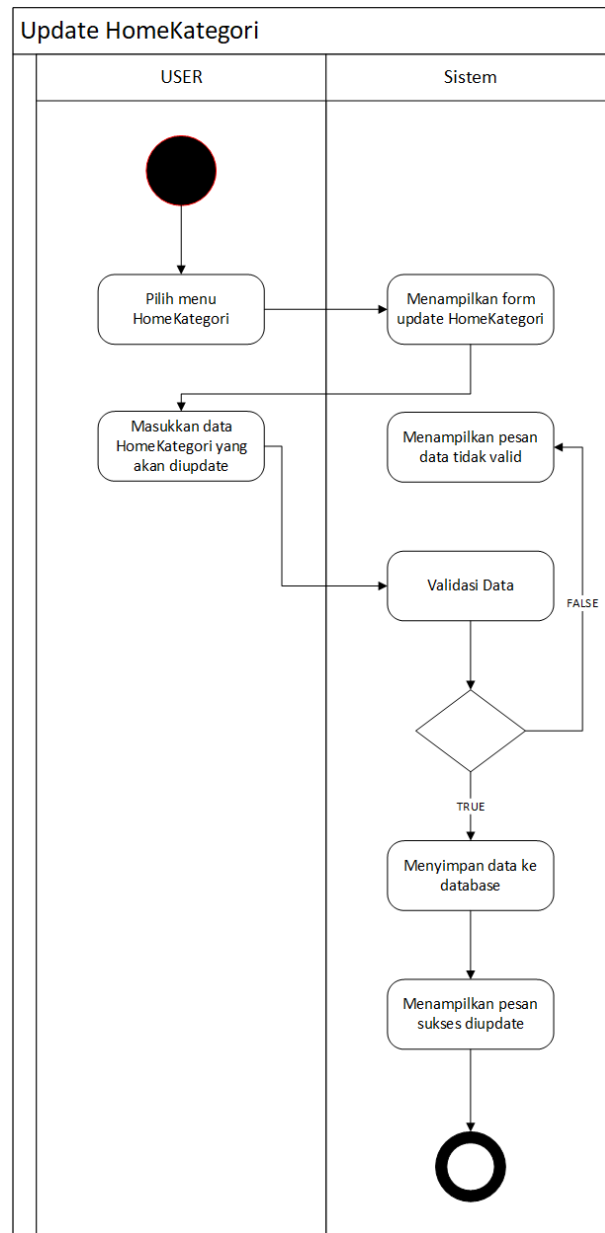 Update HomeKategori
USER
Sistem
Pilih menu
HomeKategori
Menampilkan form
update HomeKategori
Masukkan data
HomeKategori yang
akan diupdate
Menampilkan pesan
data tidak valid
Validasi Data
FALSE
TRUE
Menyimpan data ke
database
Menampilkan pesan
sukses diupdate